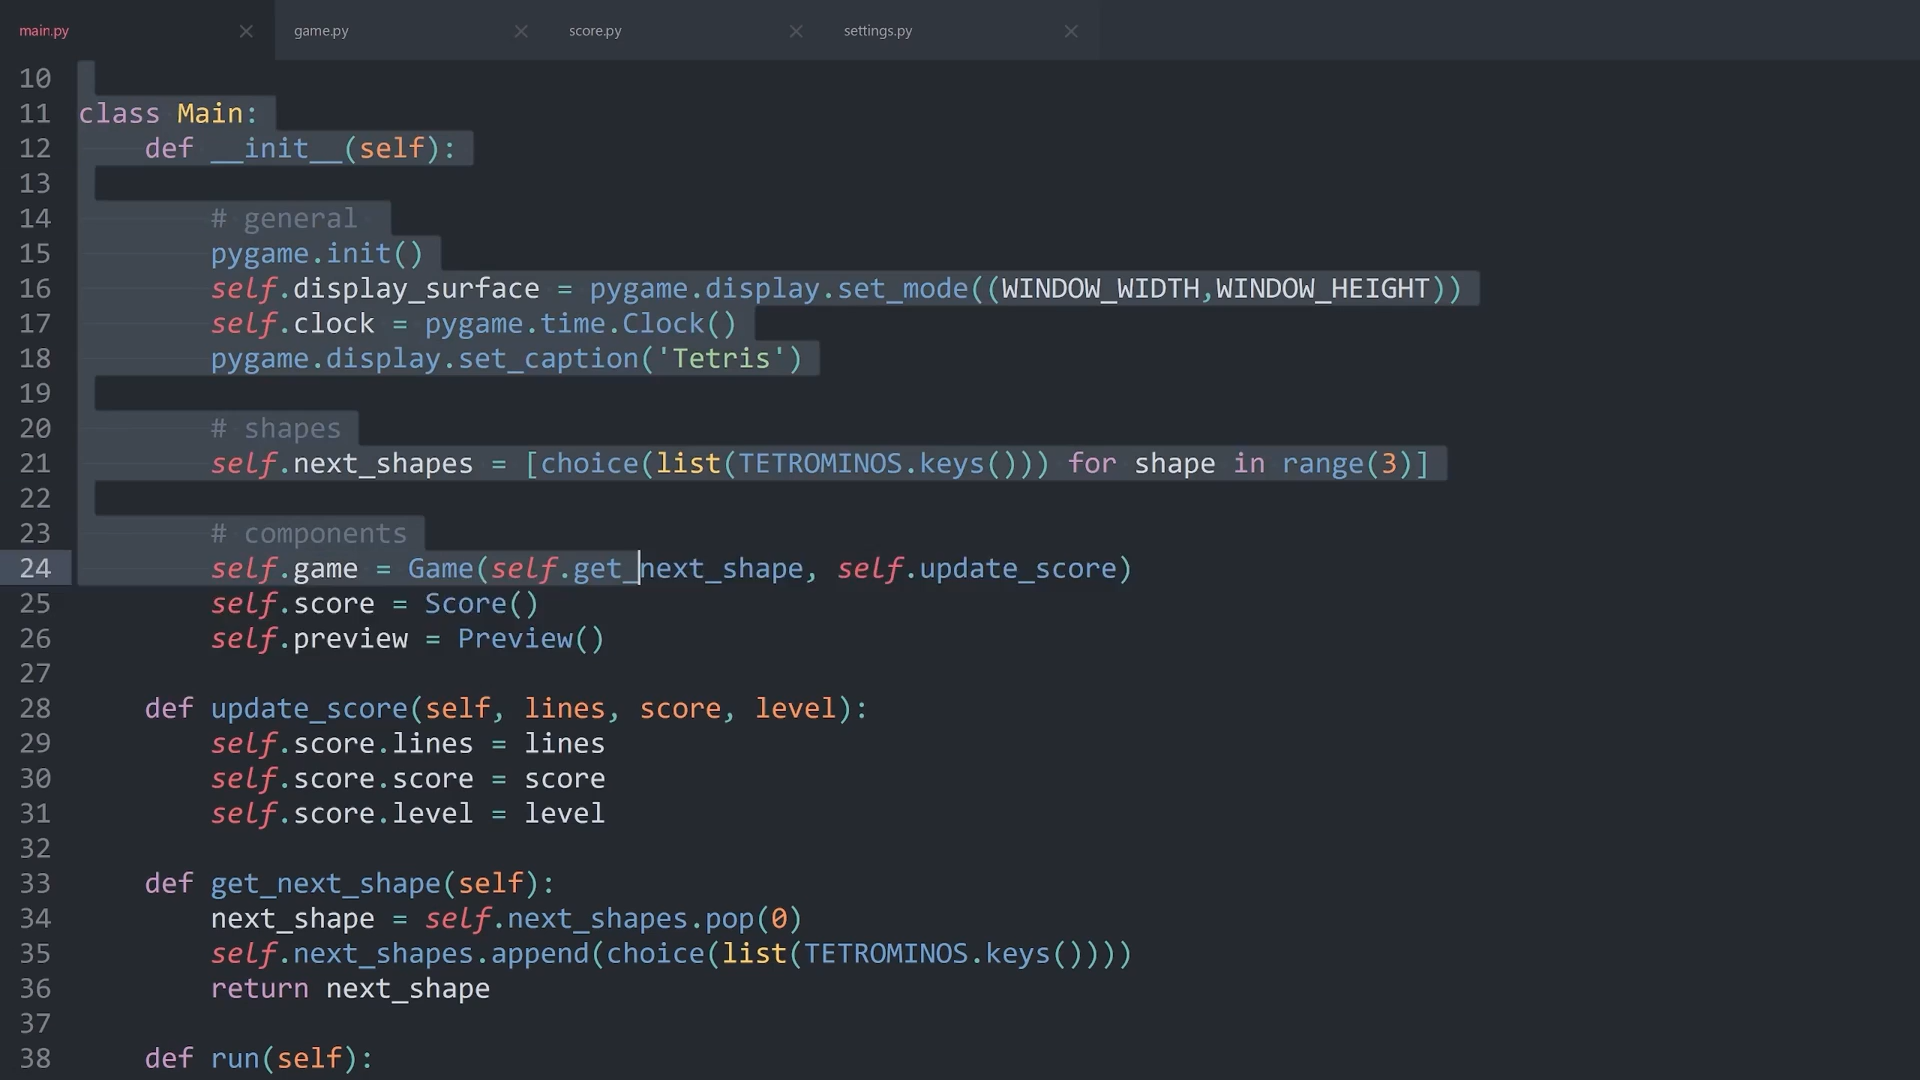 main.py game.py score.py settings.py
10
11 class Main:
12     def __init__(self):
13
14         # general
15         pygame.init()
16         self.display_surface = pygame.display.set_mode((WINDOW_WIDTH,WINDOW_HEIGHT))
17         self.clock = pygame.time.Clock()
18         pygame.display.set_caption('Tetris')
19
20         # shapes
21         self.next_shapes = [choice(list(TETROMINOS.keys())) for shape in range(3)]
22
23         # components
24         self.game = Game(self.get_next_shape, self.update_score)
25         self.score = Score()
26         self.preview = Preview()
27
28     def update_score(self, lines, score, level):
29         self.score.lines = lines
30         self.score.score = score
31         self.score.level = level
32
33     def get_next_shape(self):
34         next_shape = self.next_shapes.pop(0)
35         self.next_shapes.append(choice(list(TETROMINOS.keys())))
36         return next_shape
37
38     def run(self):